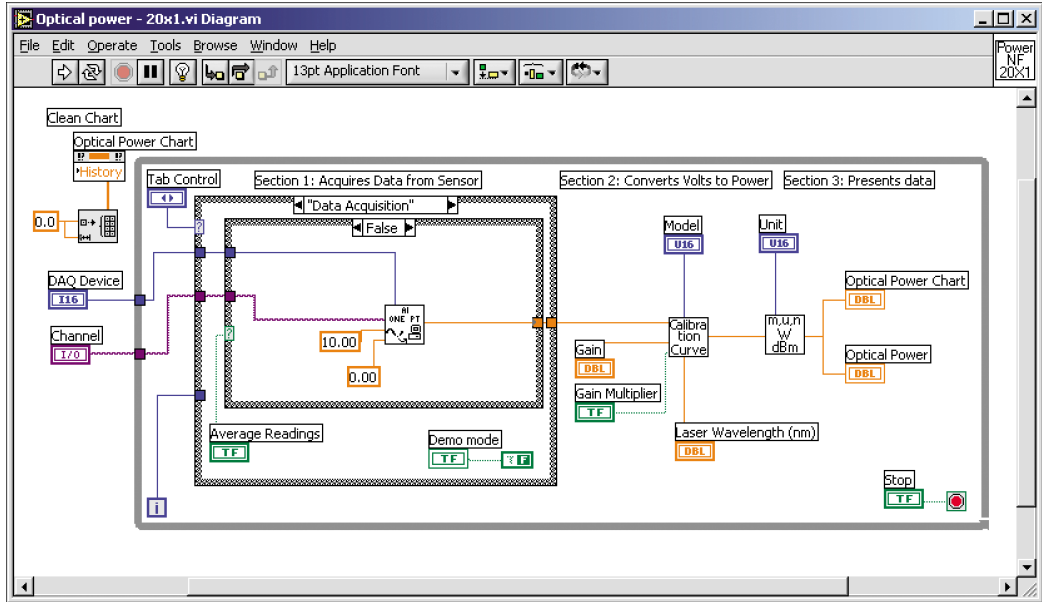 Optical power - 20x1.vi Diagram
File Edit Operate Tools Browse Window Help
13pt Application Font
Power
NF
20X1
Clean Chart
Optical Power Chart
!? !?
History
0.0
Tab Control
Section 1: Acquires Data from Sensor
Section 2: Converts Volts to Power
Section 3: Presents data
"Data Acquisition"
False
?
DAQ Device
I16
Channel
I/O
?
AI
ONE PT
10.00
0.00
Average Readings
TF
Demo mode
TF
F
i
Model
U16
Unit
U16
Calibra
tion
Curve
m,u,n
W
dBm
Gain
DBL
Gain Multiplier
TF
Laser Wavelength (nm)
DBL
Optical Power Chart
DBL
Optical Power
DBL
Stop
TF